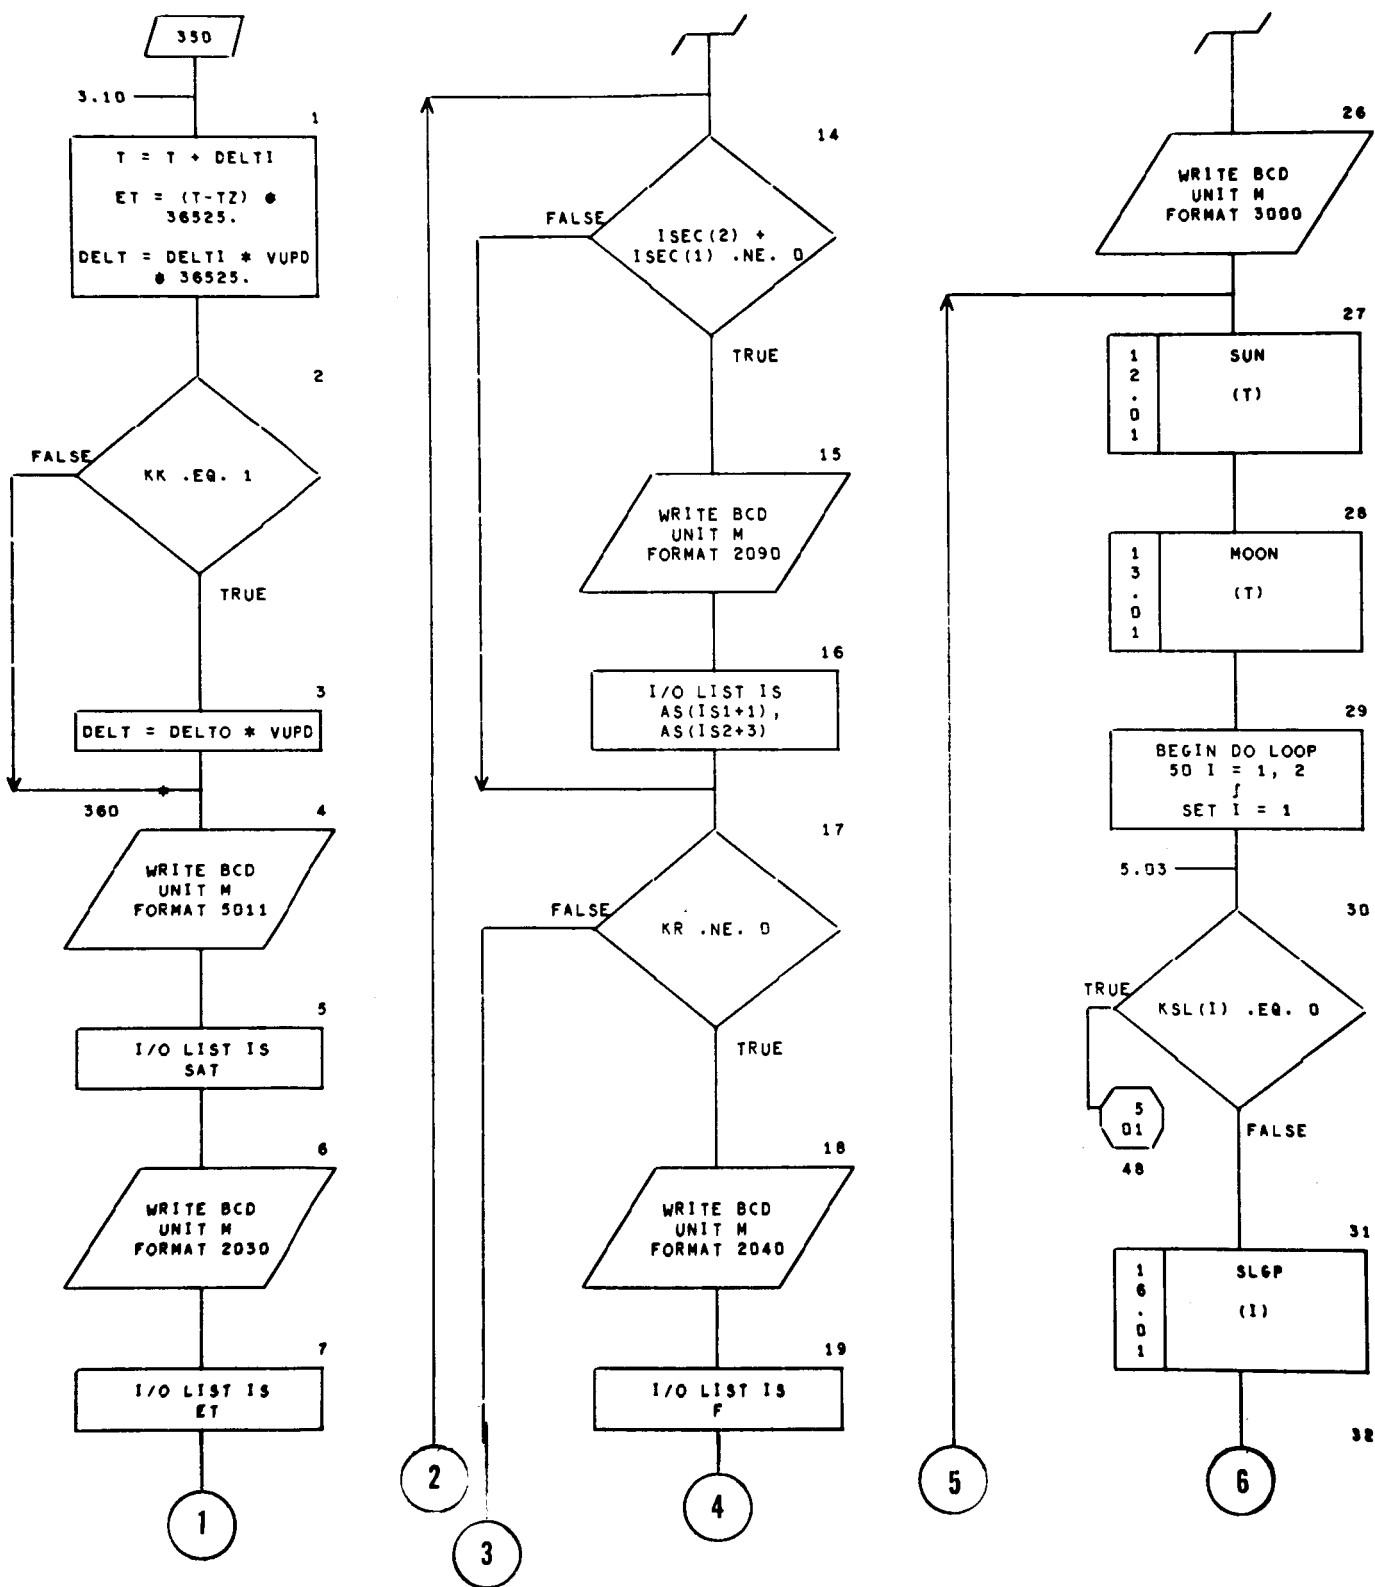 350
3.10
1
T = T + DELTI
ET = (T-TZ) *
36525.
DELT = DELTI * VUPD
* 36525.
2
FALSE
KK .EQ. 1
TRUE
3
DELT = DELTO * VUPD
*
360
4
WRITE BCD
UNIT M
FORMAT 5011
5
I/O LIST IS
SAT
6
WRITE BCD
UNIT M
FORMAT 2030
7
I/O LIST IS
ET
1
14
FALSE
ISEC(2) +
ISEC(1) .NE. 0
TRUE
15
WRITE BCD
UNIT M
FORMAT 2090
16
I/O LIST IS
AS(IS1+1),
AS(IS2+3)
17
FALSE
KR .NE. 0
TRUE
18
WRITE BCD
UNIT M
FORMAT 2040
19
I/O LIST IS
F
2
3
4
26
WRITE BCD
UNIT M
FORMAT 3000
27
12.01
SUN
(T)
28
13.01
MOON
(T)
29
BEGIN DO LOOP
50 I = 1, 2
∫
SET I = 1
5.03
30
TRUE
KSL(I) .EQ. 0
5
01
48
FALSE
31
16.01
SLGP
(I)
32
5
6